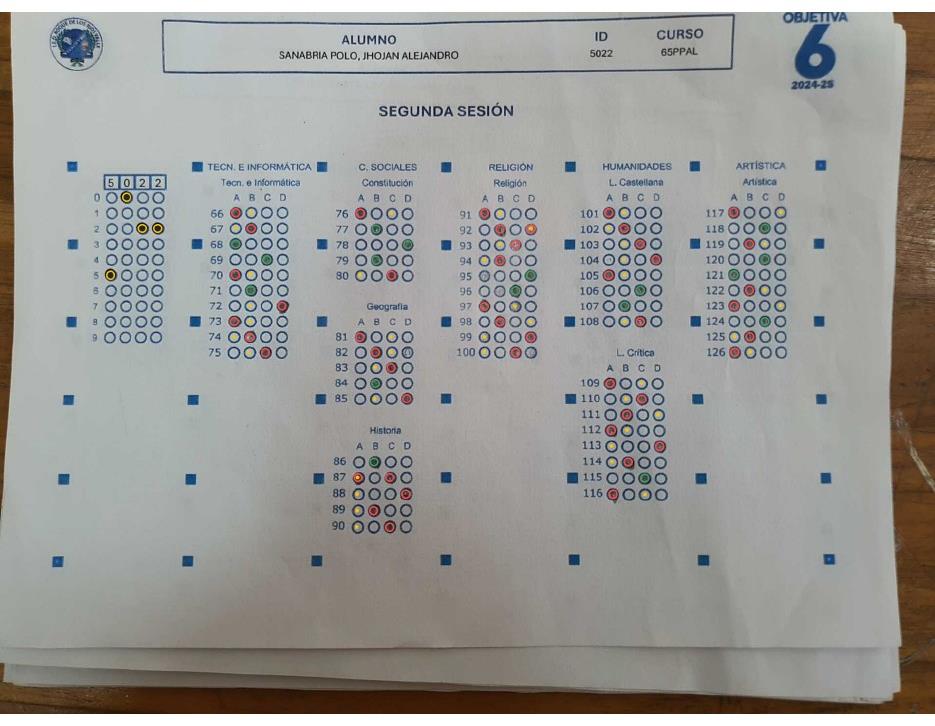 ALUMNO
SANABRIA POLO, JHOJAN ALEJANDRO
ID
5022
CURSO
65PPAL
OBJETIVA
6
2024-25
SEGUNDA SESIÓN
5 0 2 2
0
1
2
3
4
5
6
7
8
9
TECN. E INFORMÁTICA
Tecn. e Informática
A B C D
66
67
68
69
70
71
72
73
74
75
C. SOCIALES
Constitución
A B C D
76
77
78
79
80
Geografía
A B C D
81
82
83
84
85
Historia
A B C D
86
87
88
89
90
RELIGIÓN
Religión
A B C D
91
92
93
94
95
96
97
98
99
100
HUMANIDADES
L. Castellana
A B C D
101
102
103
104
105
106
107
108
L. Crítica
A B C D
109
110
111
112
113
114
115
116
ARTÍSTICA
Artística
A B C D
117
118
119
120
121
122
123
124
125
126